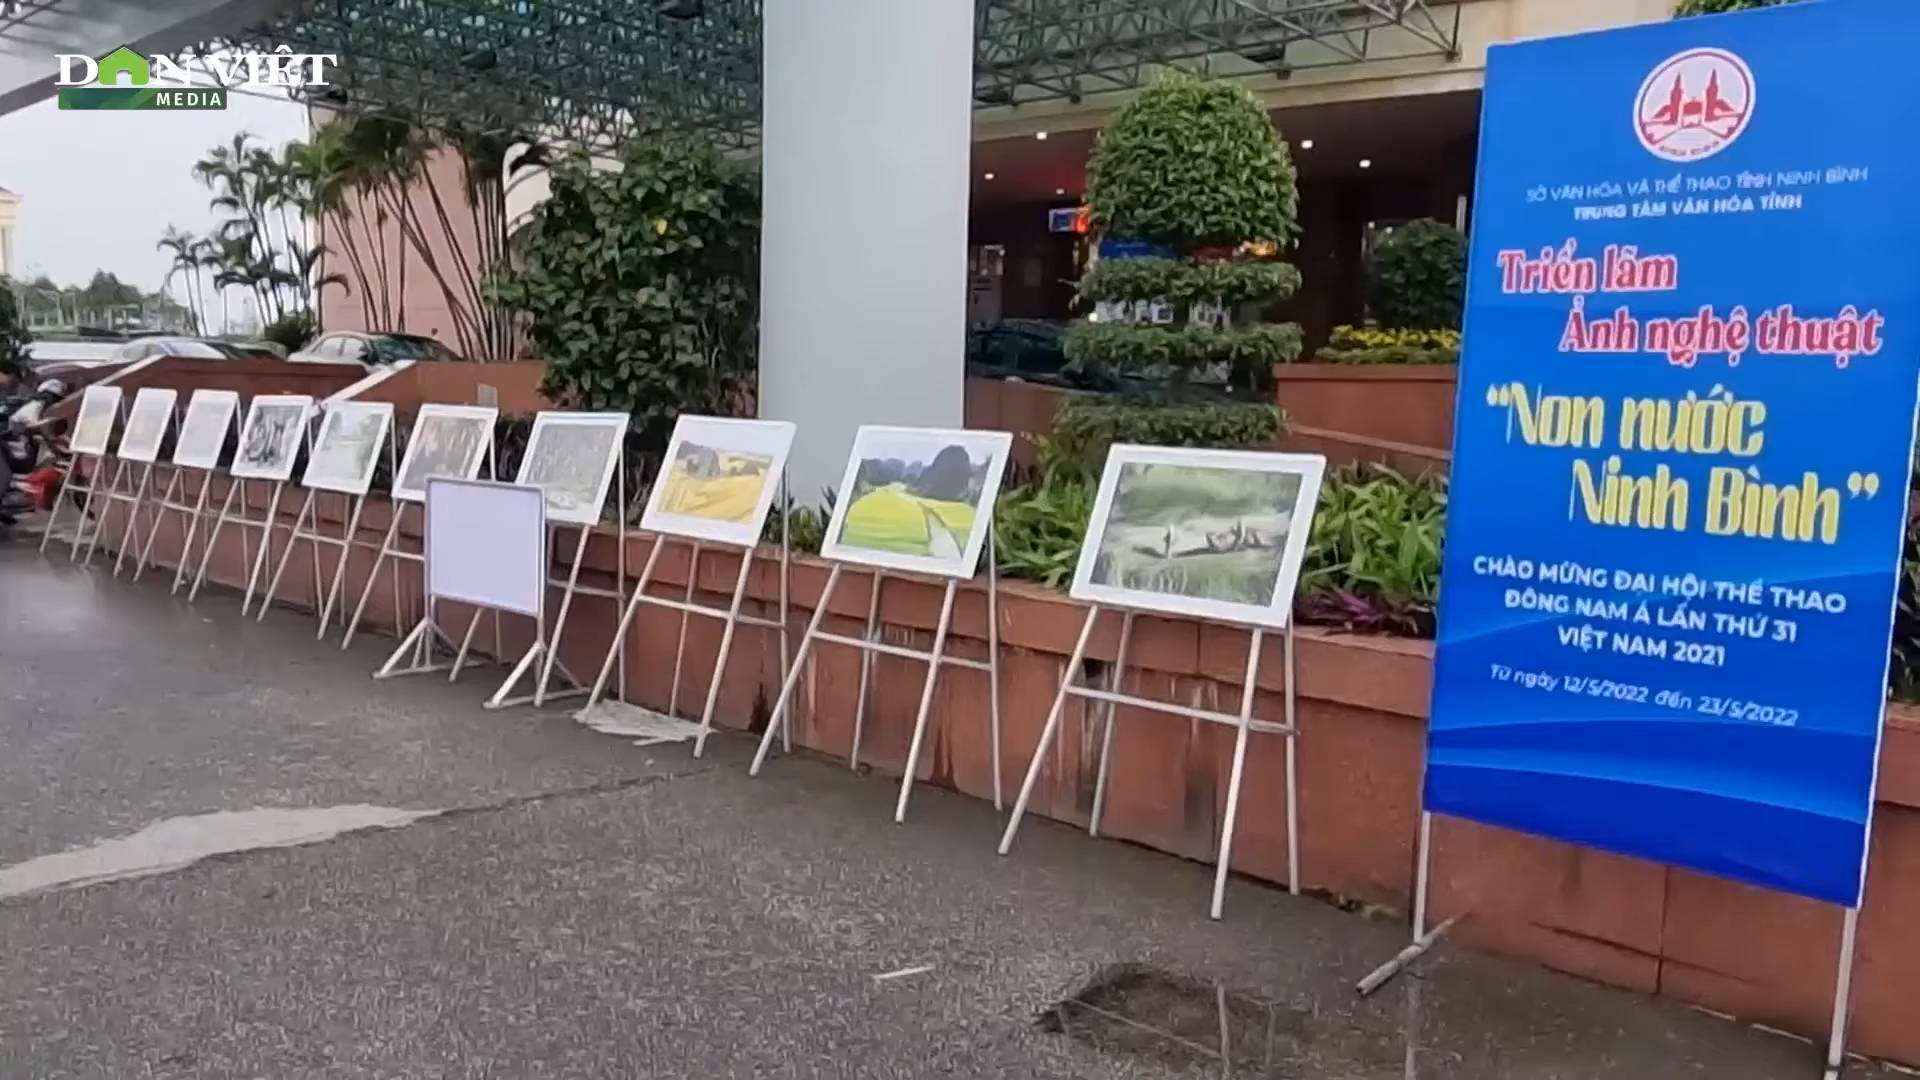 DÂN VIỆT
MEDIA
SỞ VĂN HÓA VÀ THỂ THAO TỈNH NINH BÌNH
TRUNG TÂM VĂN HÓA TỈNH
Triển lãm
Ảnh nghệ thuật
"Non nước
Ninh Bình"
CHÀO MỪNG ĐẠI HỘI THỂ THAO
ĐÔNG NAM Á LẦN THỨ 31
VIỆT NAM 2021
Từ ngày 12/5/2022 đến 23/5/2022